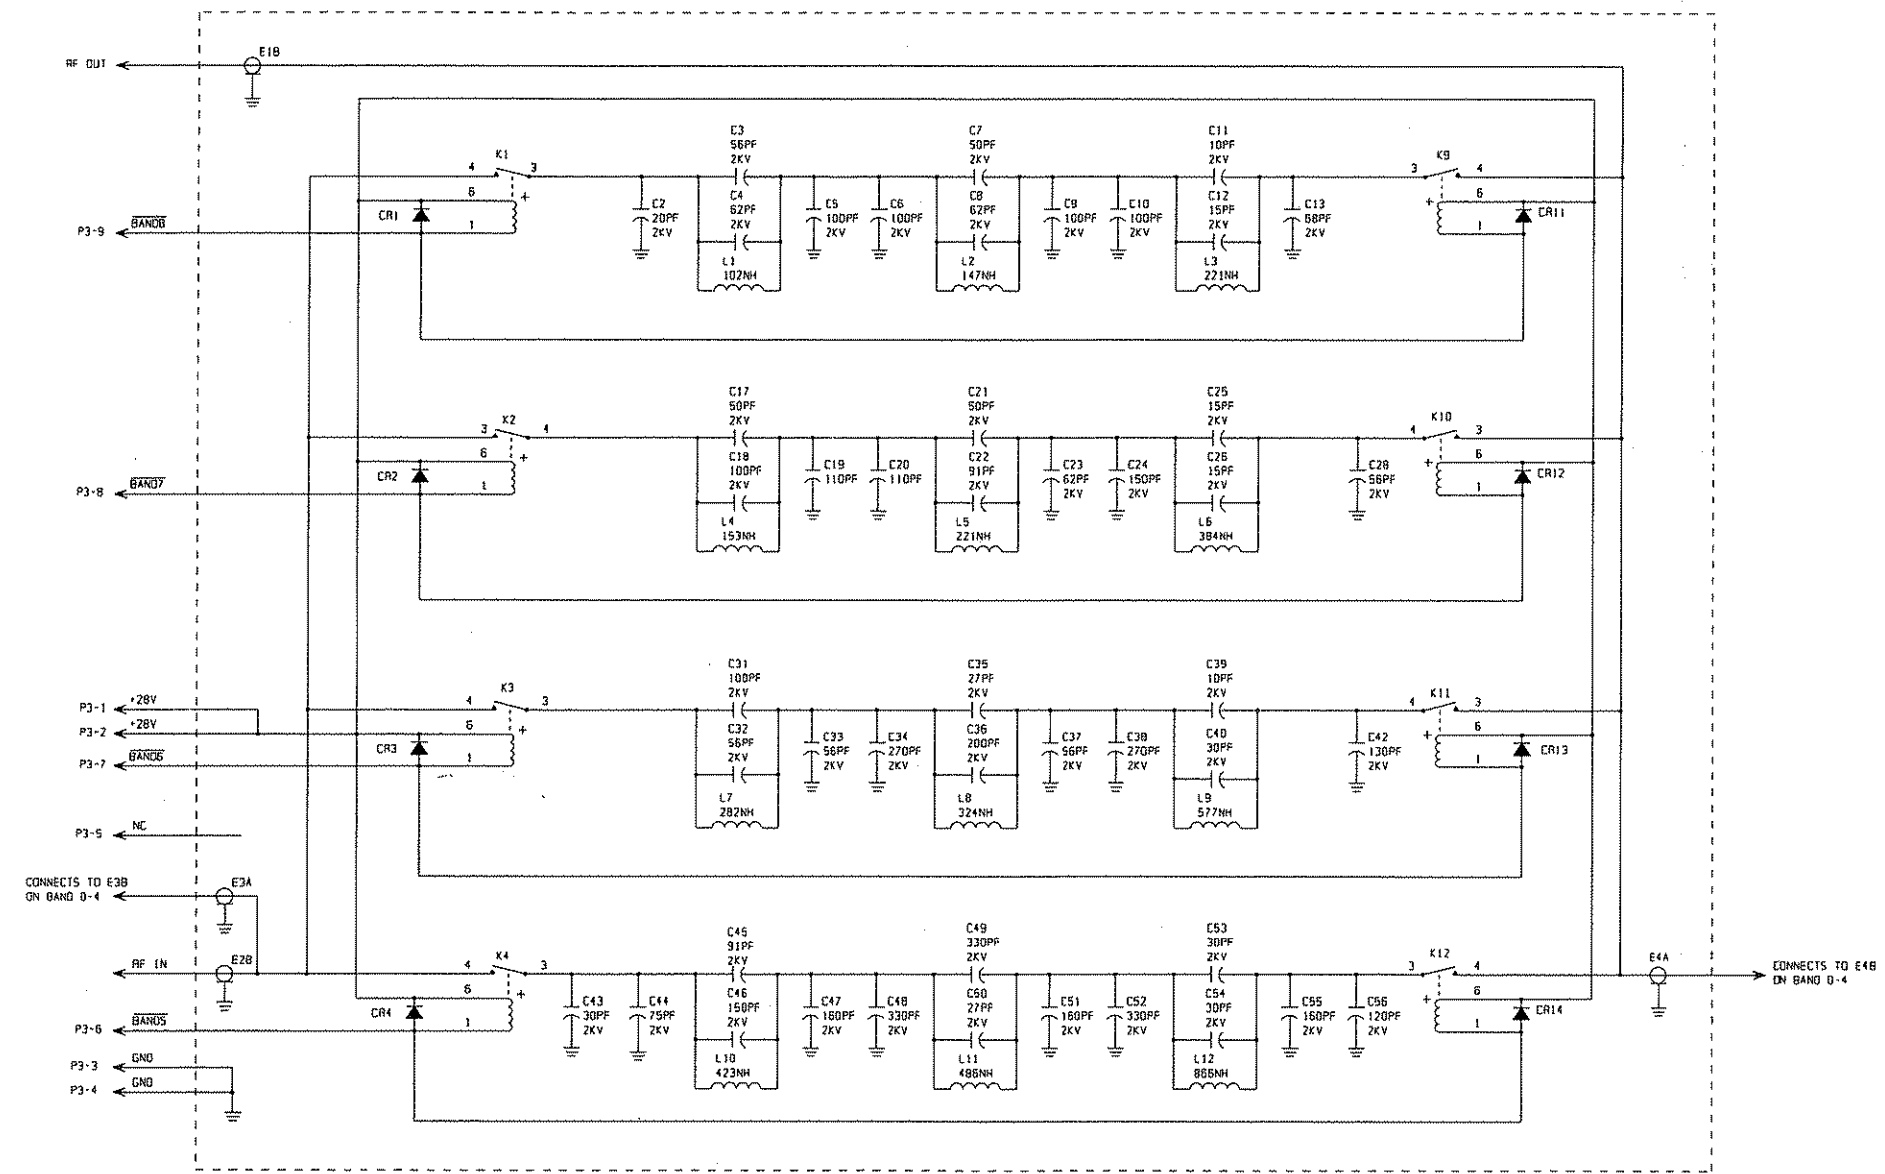 E1B
RF OUT
C3
56PF
2KV
C7
50PF
2KV
C11
10PF
2KV
4 K1 3
3 K9 4
6
+
CR1
1
P3-9 BAND8
C2
20PF
2KV
C4
62PF
2KV
L1
102NH
C5
100PF
2KV
C6
100PF
2KV
C8
62PF
2KV
L2
147NH
C9
100PF
2KV
C10
100PF
2KV
C12
15PF
2KV
L3
221NH
C13
68PF
2KV
+
6
1
CR11
C17
50PF
2KV
C21
50PF
2KV
C25
15PF
2KV
3 K2 4
4 K10 3
6
+
CR2
1
P3-8 BAND7
C18
100PF
2KV
L4
153NH
C19
110PF
C20
110PF
C22
91PF
2KV
L5
221NH
C23
62PF
2KV
C24
150PF
2KV
C26
15PF
2KV
L6
384NH
C28
56PF
2KV
+
6
1
CR12
C31
100PF
2KV
C35
27PF
2KV
C39
10PF
2KV
P3-1 +28V
P3-2 +28V
P3-7 BAND6
4 K3 3
4 K11 3
6
+
CR3
1
C32
56PF
2KV
L7
282NH
C33
56PF
2KV
C34
270PF
2KV
C36
200PF
2KV
L8
324NH
C37
56PF
2KV
C38
270PF
2KV
C40
30PF
2KV
L9
577NH
C42
130PF
2KV
+
6
1
CR13
P3-5 NC
CONNECTS TO E3B
ON BAND 0-4
E3A
C45
91PF
2KV
C49
330PF
2KV
C53
30PF
2KV
RF IN
E2B
4 K4 3
3 K12 4
E4A
CONNECTS TO E4B
ON BAND 0-4
6
+
CR4
1
P3-6 BAND5
C43
30PF
2KV
C44
75PF
2KV
C46
150PF
2KV
L10
423NH
C47
160PF
2KV
C48
330PF
2KV
C50
27PF
2KV
L11
486NH
C51
160PF
2KV
C52
330PF
2KV
C54
30PF
2KV
L12
866NH
C55
160PF
2KV
C56
120PF
2KV
+
6
1
CR14
P3-3 GND
P3-4 GND